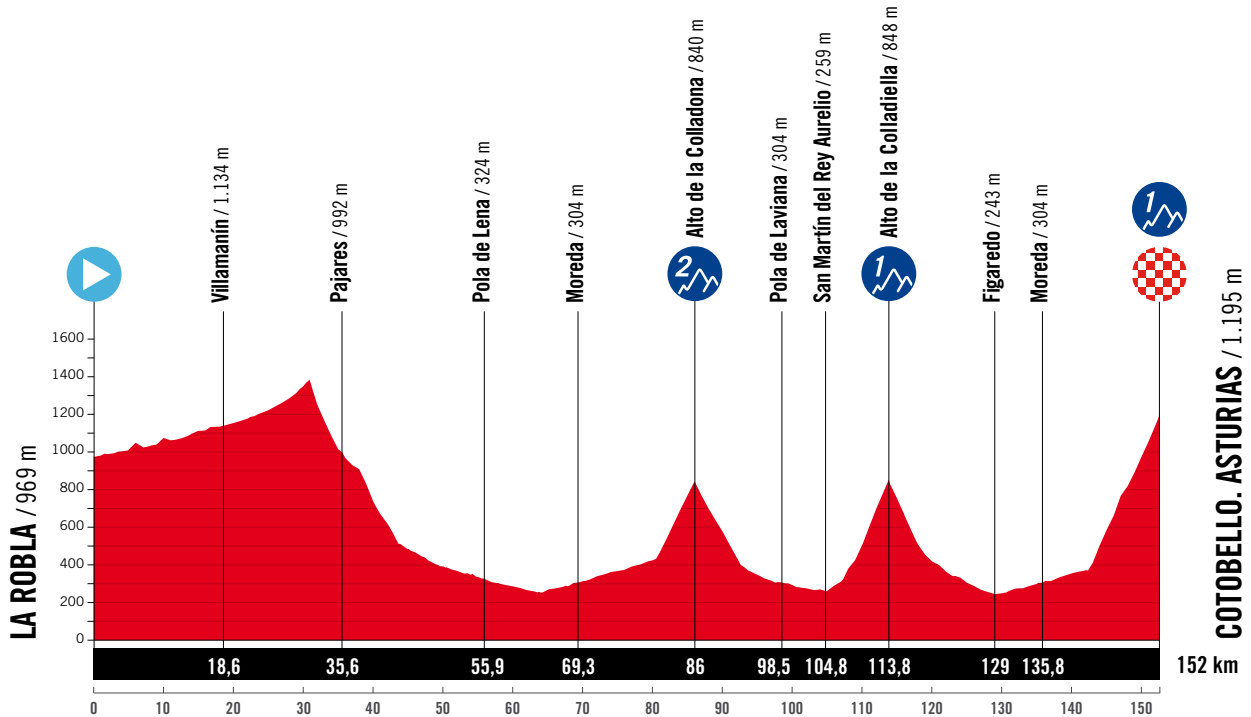 Villamanín / 1.134 m
Pajares / 992 m
Pola de Lena / 324 m
Moreda / 304 m
Alto de la Colladona / 840 m
Pola de Laviana / 304 m
San Martín del Rey Aurelio / 259 m
Alto de la Colladiella / 848 m
Figaredo / 243 m
Moreda / 304 m
2
1
1
1600
1400
1200
1000
800
600
400
200
0
LA ROBLA / 969 m
COTOBELLO. ASTURIAS / 1.195 m
18,6 35,6 55,9 69,3 86 98,5 104,8 113,8 129 135,8 152 km
0 10 20 30 40 50 60 70 80 90 100 110 120 130 140 150